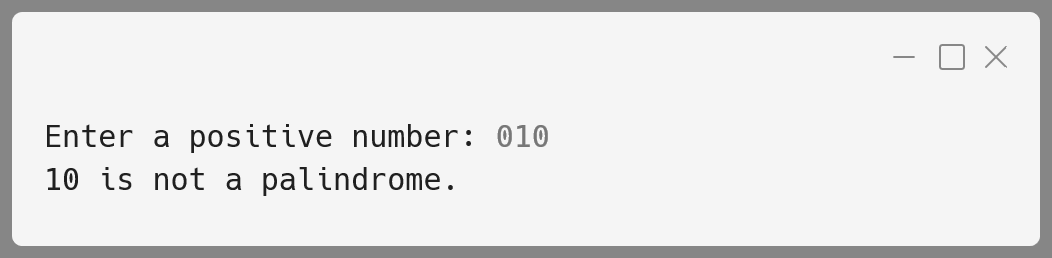 Enter a positive number: 010
10 is not a palindrome.